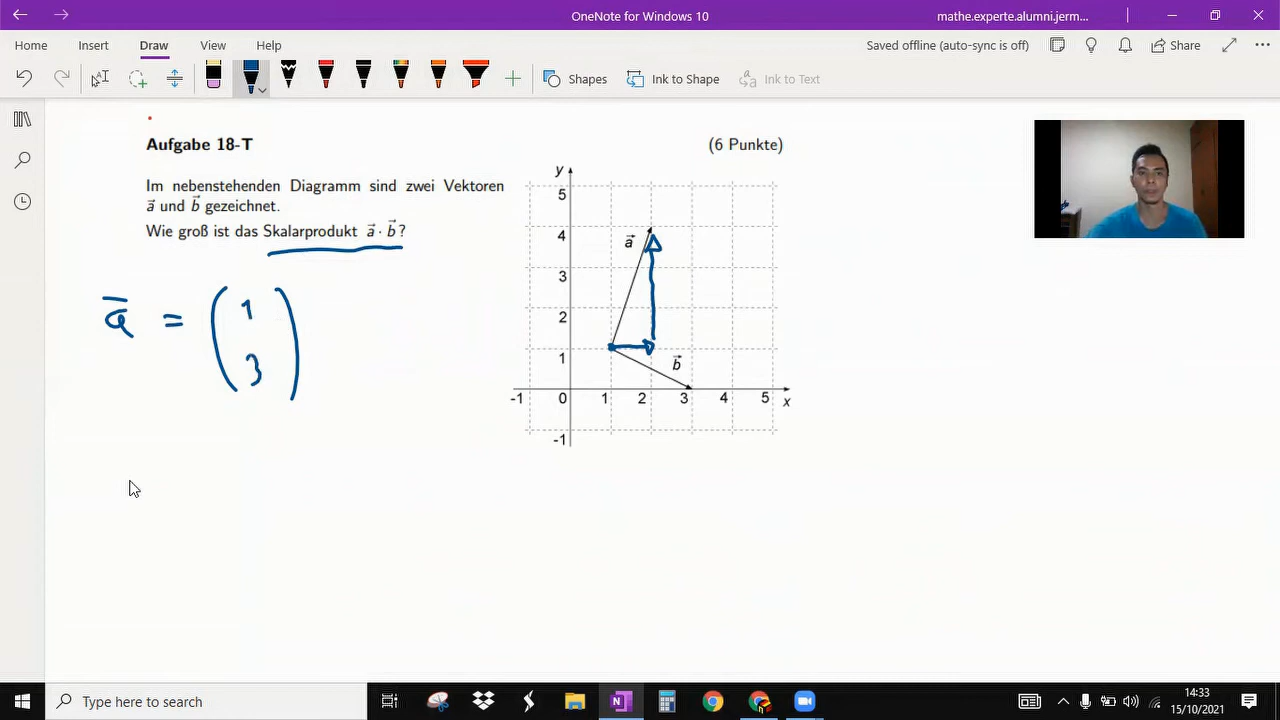 OneNote for Windows 10
mathe.experte.alumni.jerm...
Home Insert Draw View Help
Saved offline (auto-sync is off)
Share
Shapes
Ink to Shape
Ink to Text
Aufgabe 18-T
(6 Punkte)
Im nebenstehenden Diagramm sind zwei Vektoren
a⃗ und b⃗ gezeichnet.
Wie groß ist das Skalarprodukt a⃗ · b⃗?
a̅ = (1
3)
y
5
4
3
2
1
-1
a⃗
b⃗
-1 0 1 2 3 4 5 x
Type here to search
14:33
15/10/2021